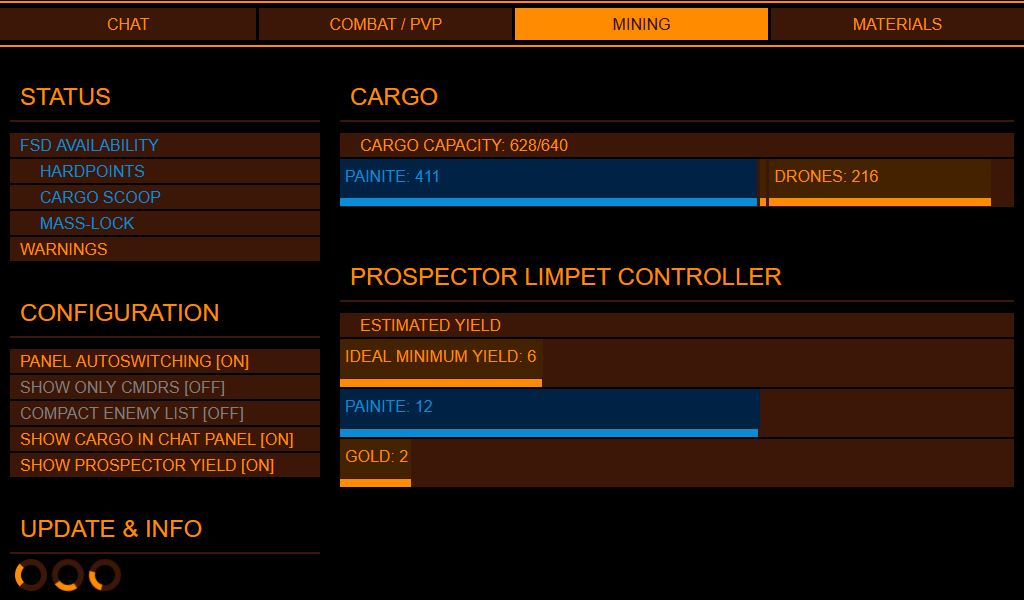 CHAT
COMBAT / PVP
MINING
MATERIALS
STATUS
FSD AVAILABILITY
HARDPOINTS
CARGO SCOOP
MASS-LOCK
WARNINGS
CONFIGURATION
PANEL AUTOSWITCHING [ON]
SHOW ONLY CMDRS [OFF]
COMPACT ENEMY LIST [OFF]
SHOW CARGO IN CHAT PANEL [ON]
SHOW PROSPECTOR YIELD [ON]
UPDATE & INFO
CARGO
CARGO CAPACITY: 628/640
PAINITE: 411
DRONES: 216
PROSPECTOR LIMPET CONTROLLER
ESTIMATED YIELD
IDEAL MINIMUM YIELD: 6
PAINITE: 12
GOLD: 2